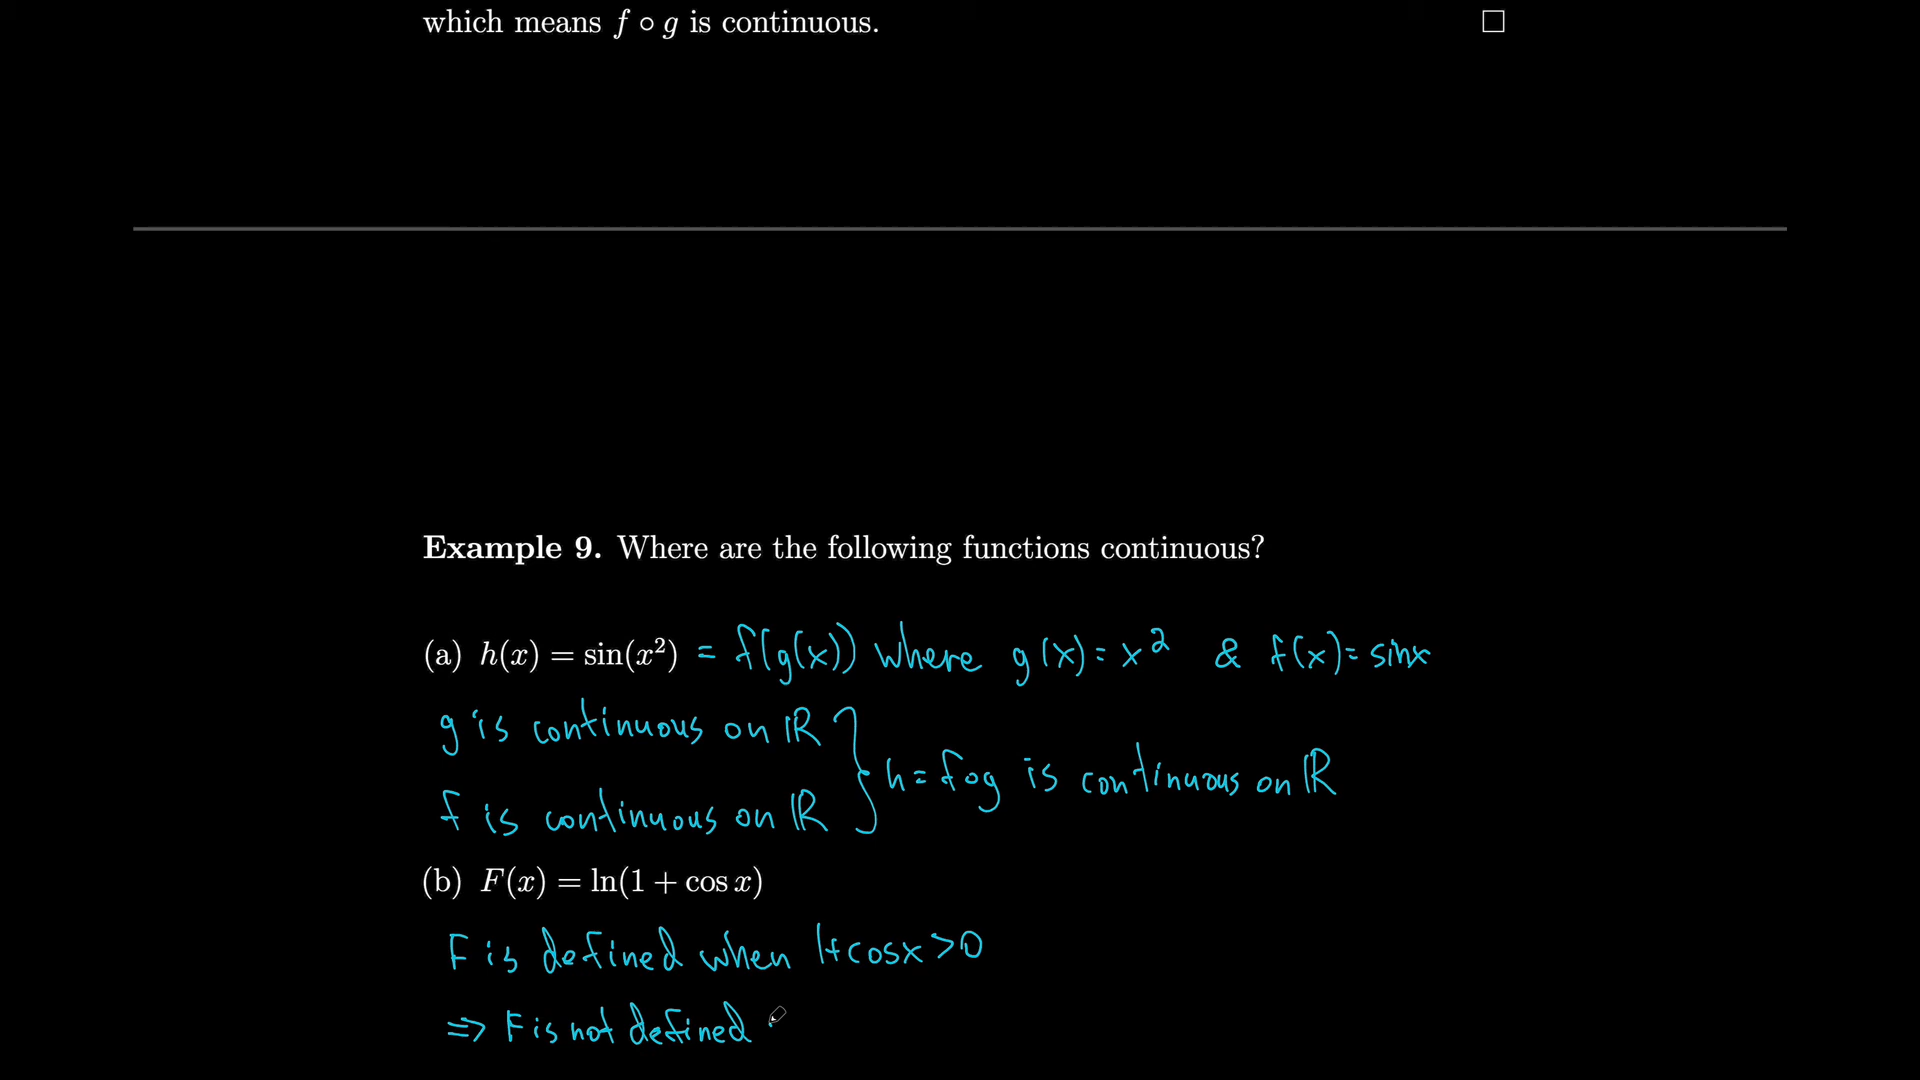 which means f ∘ g is continuous. □
Example 9. Where are the following functions continuous?
(a) h(x) = sin(x²) = f(g(x)) where g(x) = x² & f(x) = sinx
g is continuous on ℝ
f is continuous on ℝ } h = f∘g is continuous on ℝ
(b) F(x) = ln(1 + cos x)
F is defined when 1+cosx>0
⇒ F is not defined